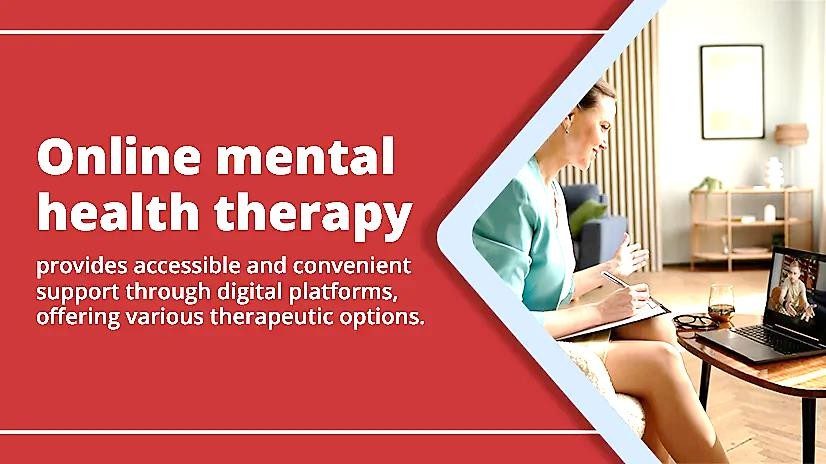 Online mental
health therapy
provides accessible and convenient
support through digital platforms,
offering various therapeutic options.